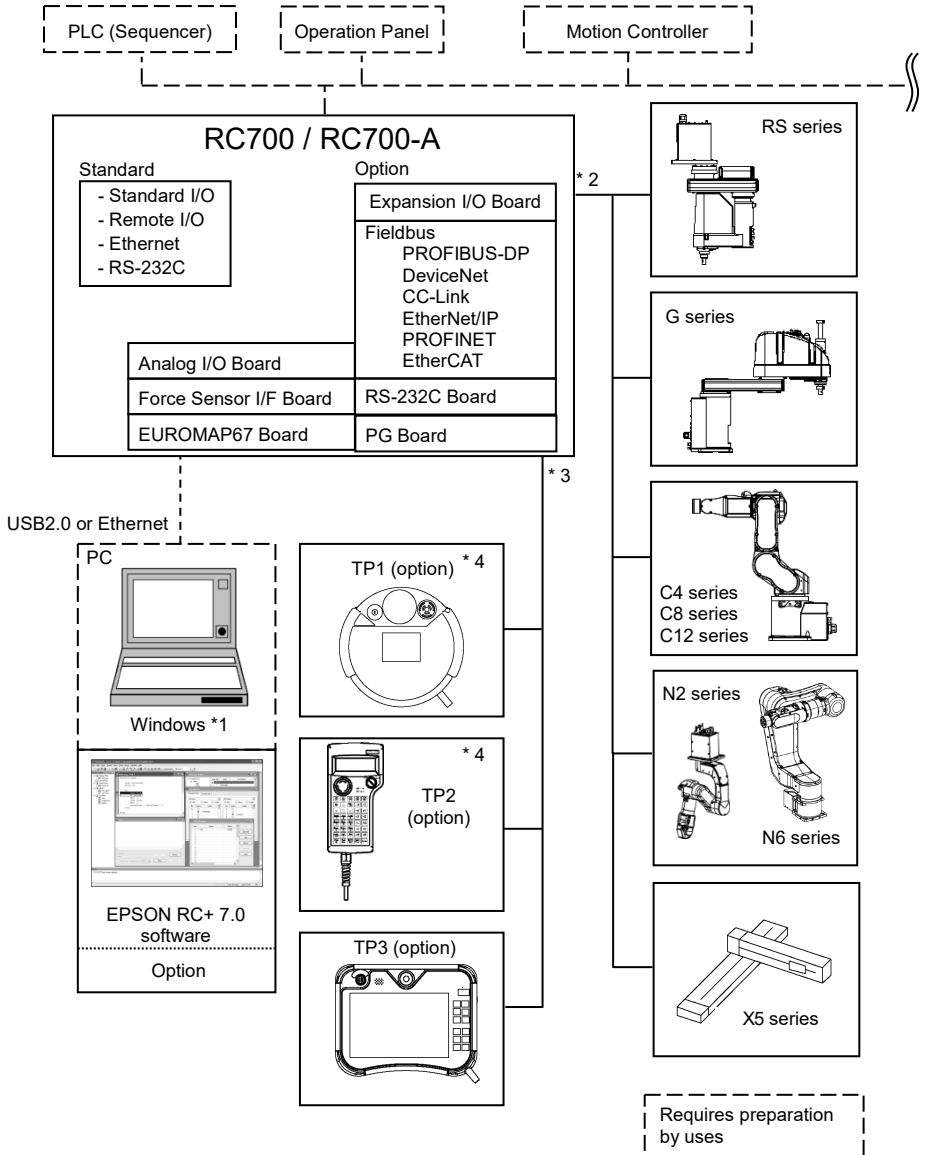 PLC (Sequencer)
Operation Panel
Motion Controller
RC700 / RC700-A
Standard
- Standard I/O
- Remote I/O
- Ethernet
- RS-232C
Option
Expansion I/O Board
Fieldbus
PROFIBUS-DP
DeviceNet
CC-Link
EtherNet/IP
PROFINET
EtherCAT
Analog I/O Board
Force Sensor I/F Board
RS-232C Board
EUROMAP67 Board
PG Board
* 2
* 3
RS series
G series
C4 series
C8 series
C12 series
N2 series
N6 series
X5 series
USB2.0 or Ethernet
PC
Windows *1
EPSON RC+ 7.0
software
Option
TP1 (option)
* 4
* 4
TP2
(option)
TP3 (option)
Requires preparation
by uses